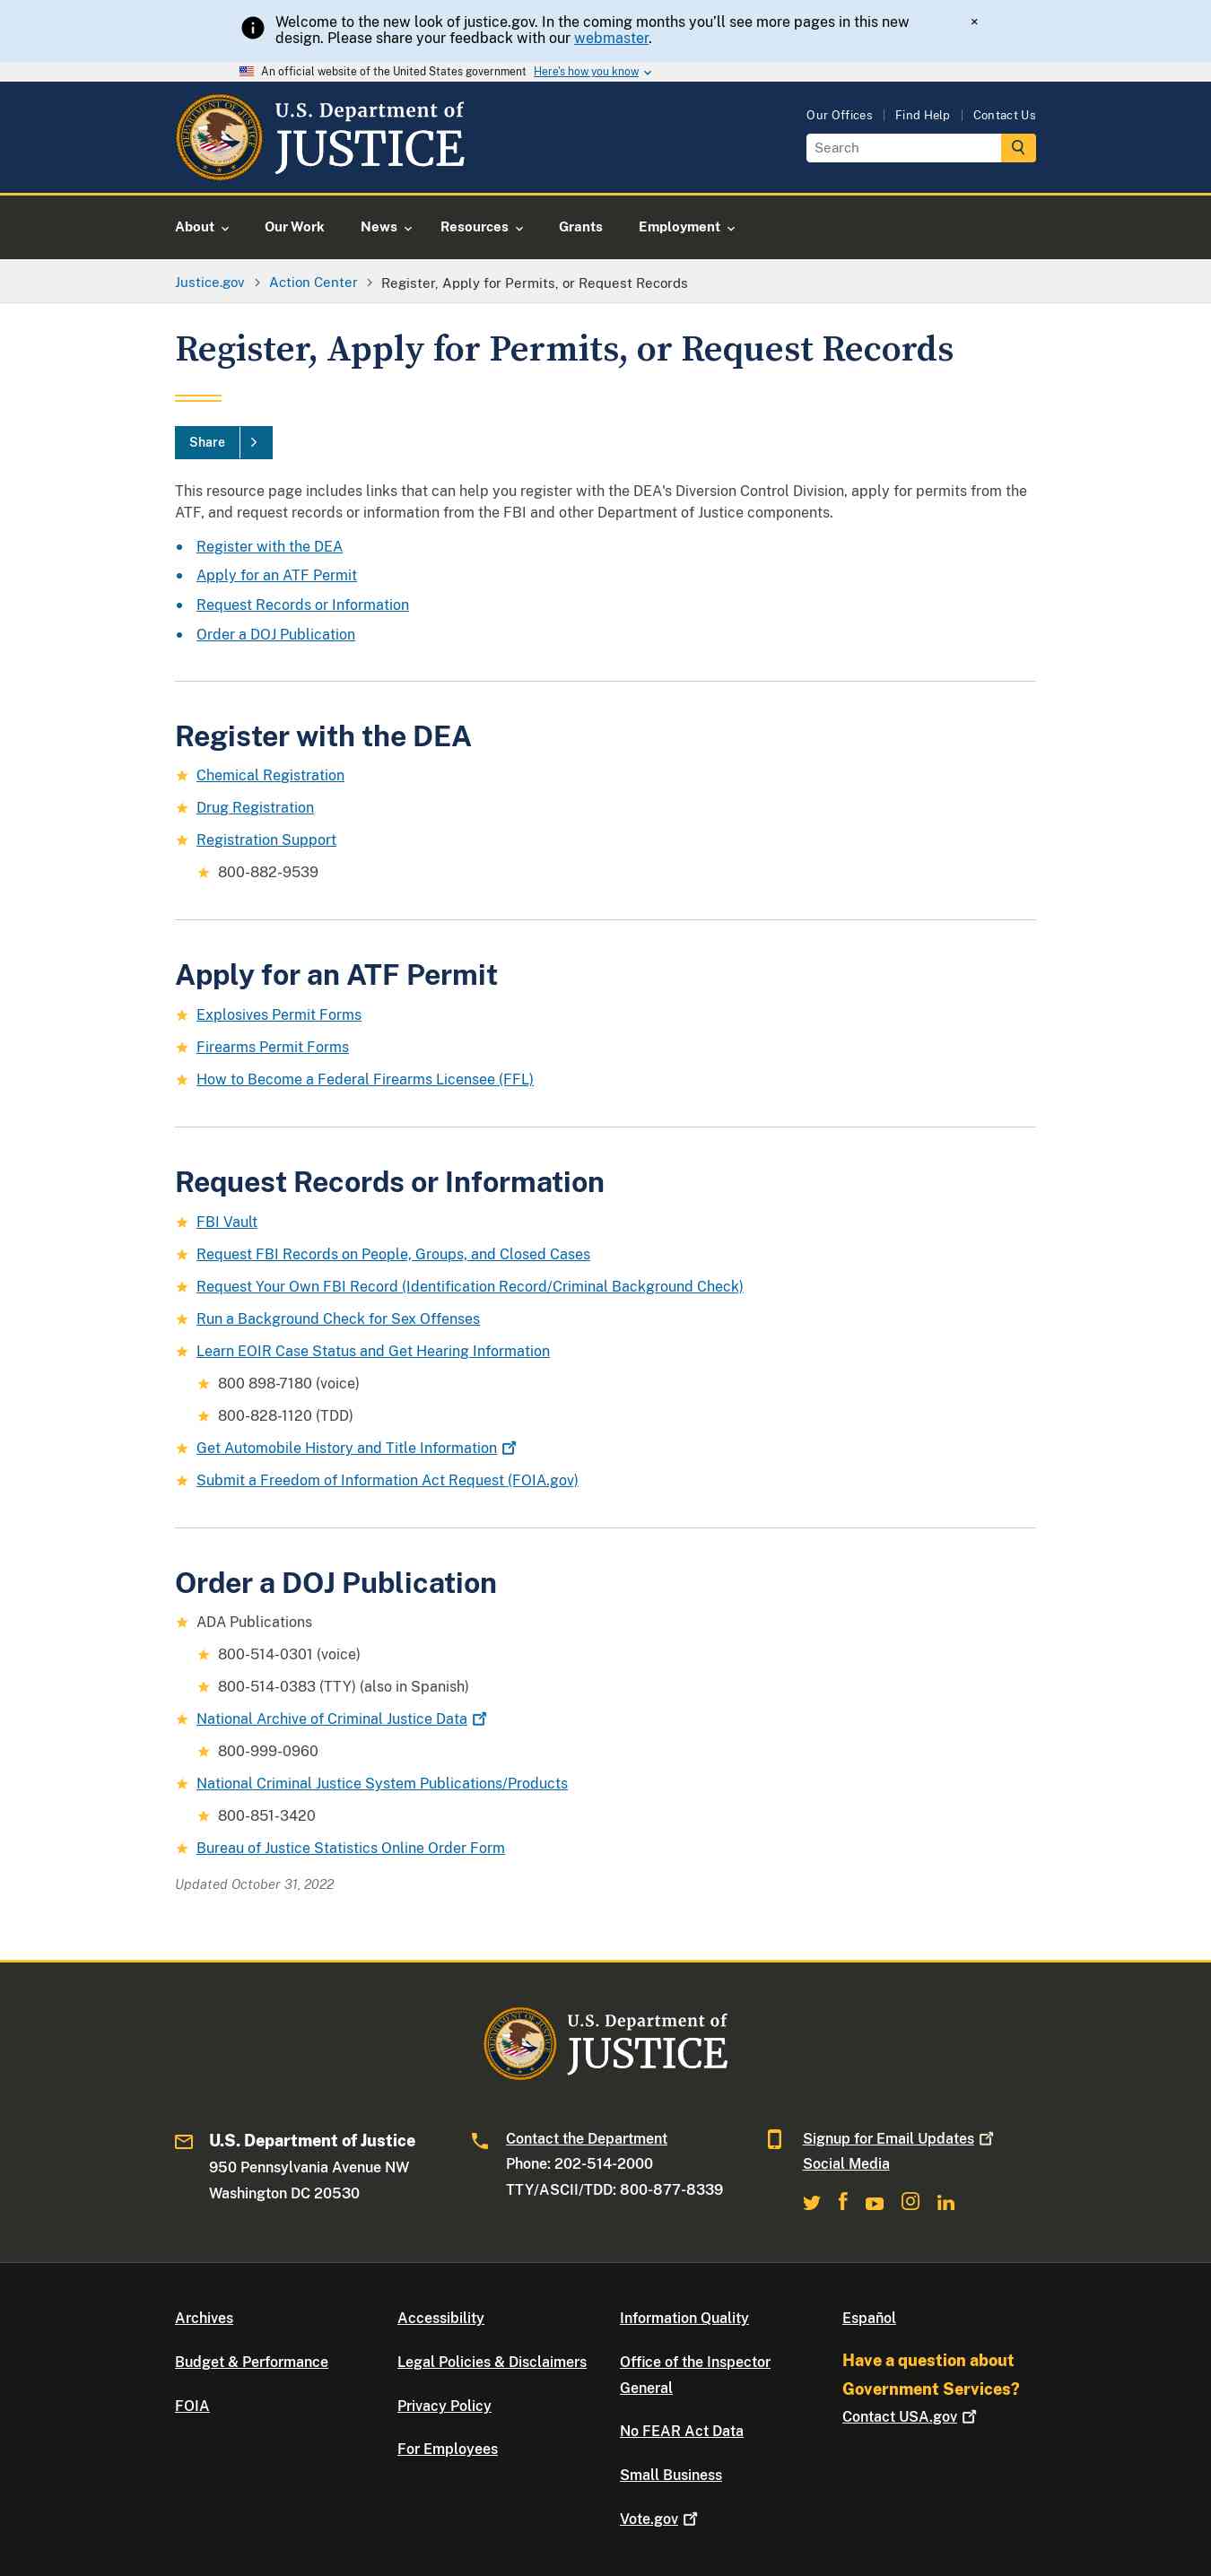 Welcome to the new look of justice.gov. In the coming months you'll see more pages in this new
design. Please share your feedback with our webmaster.
×
An official website of the United States government Here's how you know
U.S. Department of
JUSTICE
Our Offices | Find Help | Contact Us
Search
About Our Work News Resources Grants Employment
Justice.gov > Action Center > Register, Apply for Permits, or Request Records
Register, Apply for Permits, or Request Records
Share
This resource page includes links that can help you register with the DEA's Diversion Control Division, apply for permits from the
ATF, and request records or information from the FBI and other Department of Justice components.
Register with the DEA
Apply for an ATF Permit
Request Records or Information
Order a DOJ Publication
Register with the DEA
Chemical Registration
Drug Registration
Registration Support
800-882-9539
Apply for an ATF Permit
Explosives Permit Forms
Firearms Permit Forms
How to Become a Federal Firearms Licensee (FFL)
Request Records or Information
FBI Vault
Request FBI Records on People, Groups, and Closed Cases
Request Your Own FBI Record (Identification Record/Criminal Background Check)
Run a Background Check for Sex Offenses
Learn EOIR Case Status and Get Hearing Information
800 898-7180 (voice)
800-828-1120 (TDD)
Get Automobile History and Title Information
Submit a Freedom of Information Act Request (FOIA.gov)
Order a DOJ Publication
ADA Publications
800-514-0301 (voice)
800-514-0383 (TTY) (also in Spanish)
National Archive of Criminal Justice Data
800-999-0960
National Criminal Justice System Publications/Products
800-851-3420
Bureau of Justice Statistics Online Order Form
Updated October 31, 2022
U.S. Department of
JUSTICE
U.S. Department of Justice
950 Pennsylvania Avenue NW
Washington DC 20530
Contact the Department
Phone: 202-514-2000
TTY/ASCII/TDD: 800-877-8339
Signup for Email Updates
Social Media
Archives
Budget & Performance
FOIA
Accessibility
Legal Policies & Disclaimers
Privacy Policy
For Employees
Information Quality
Office of the Inspector
General
No FEAR Act Data
Small Business
Vote.gov
Español
Have a question about
Government Services?
Contact USA.gov